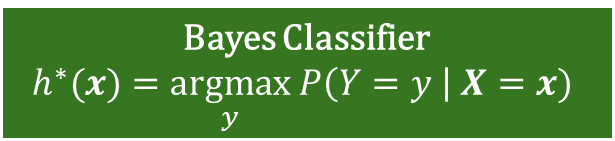 Bayes Classifier
h*(x) = argmax P(Y = y | X = x)
y